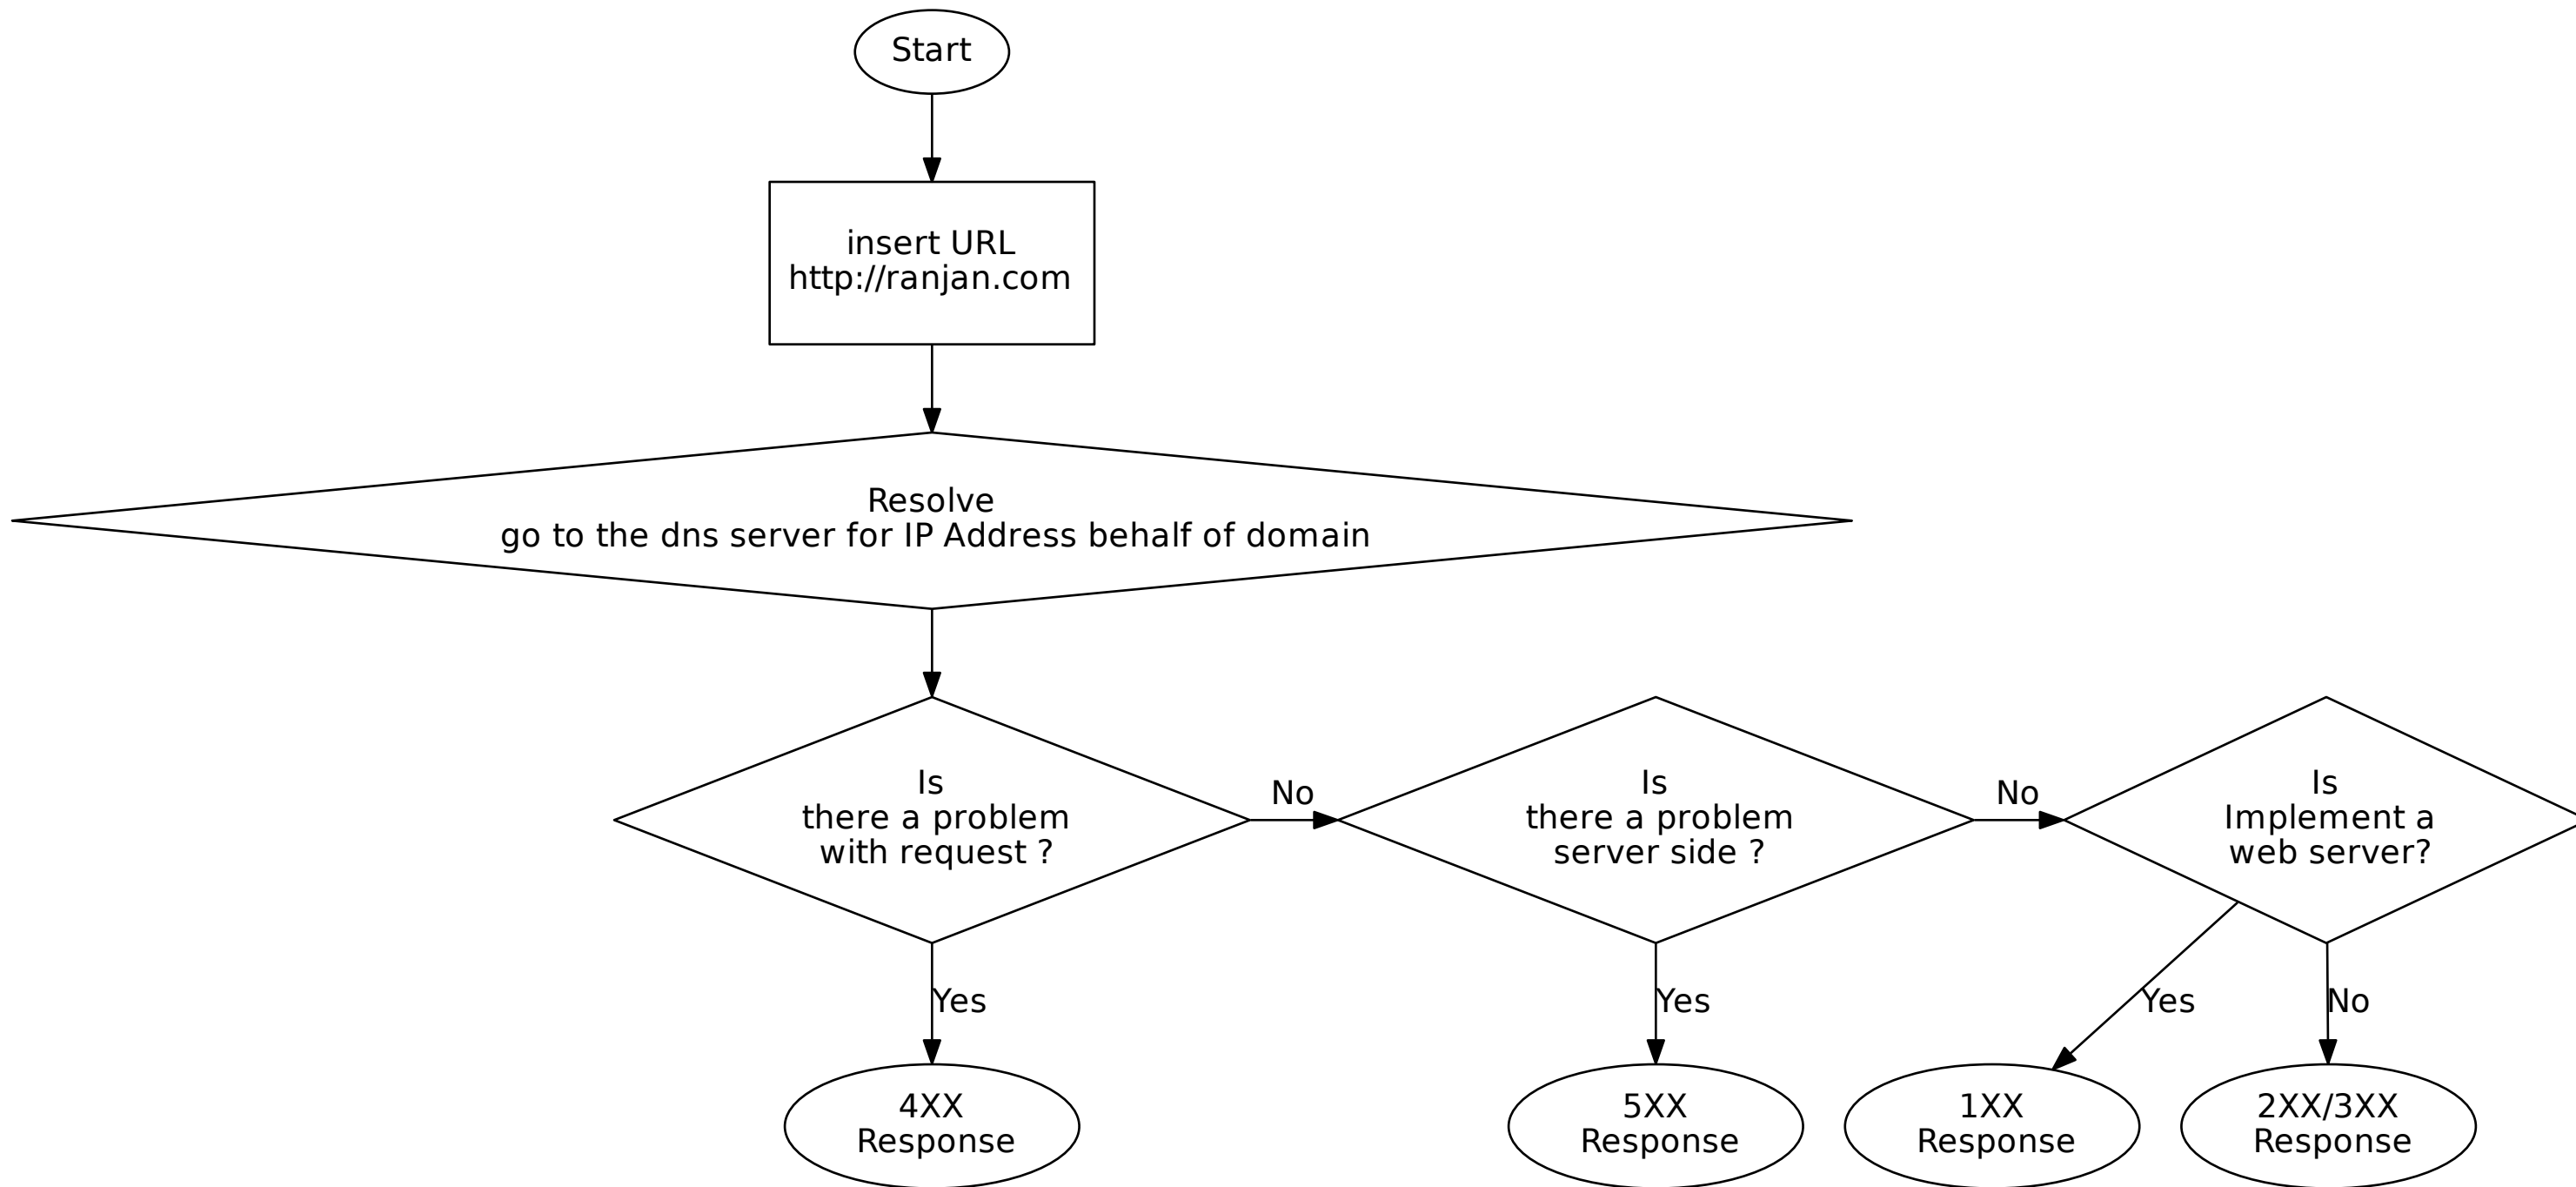 Start
insert URL
http://ranjan.com
Resolve
go to the dns server for IP Address behalf of domain
Is
there a problem
with request ?
No
Is
there a problem
server side ?
No
Is
Implement a
web server?
Yes
Yes
Yes
No
4XX
Response
5XX
Response
1XX
Response
2XX/3XX
Response